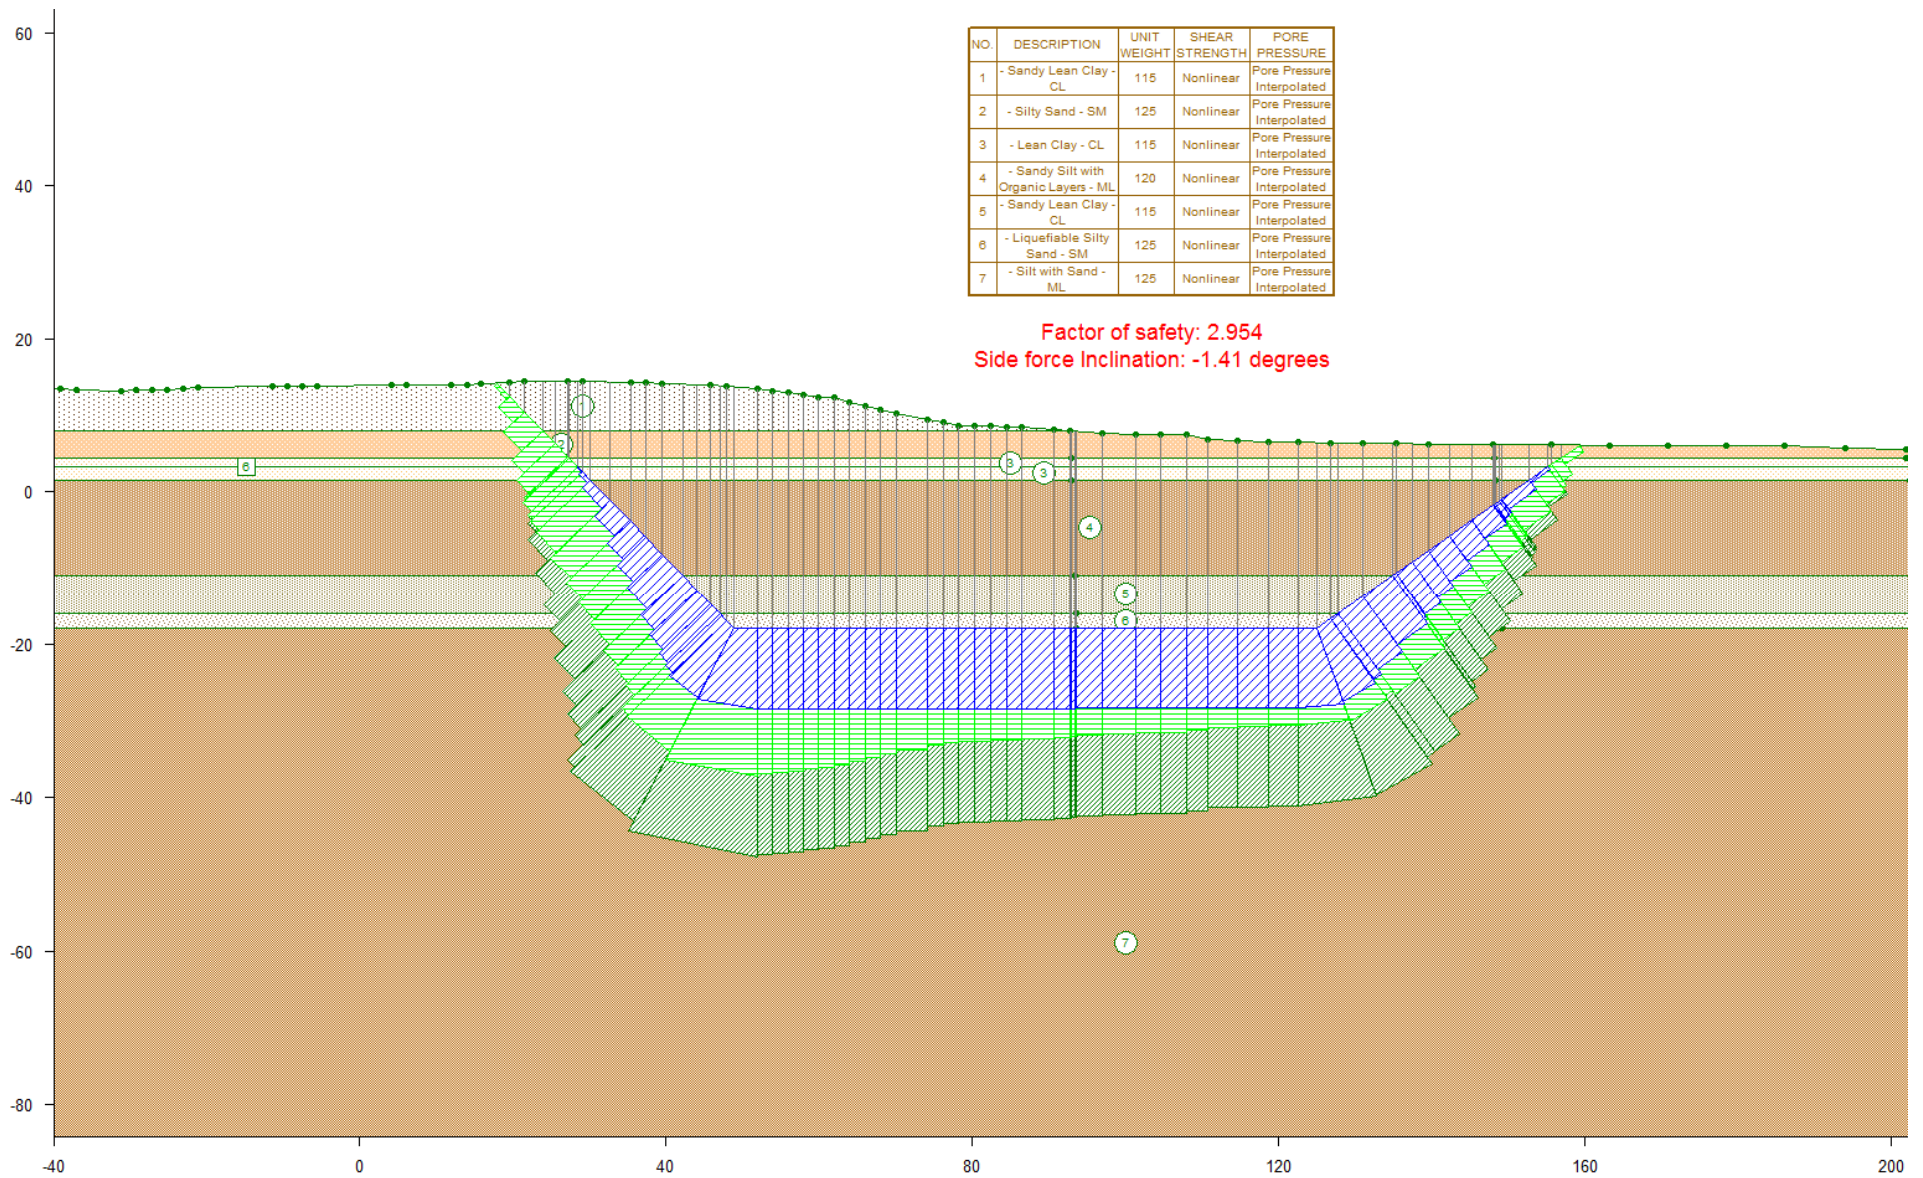 60
40
20
0
-20
-40
-60
-80
-40
0
40
80
120
160
200
NO. DESCRIPTION UNIT WEIGHT SHEAR STRENGTH PORE PRESSURE
1 - Sandy Lean Clay - CL 115 Nonlinear Pore Pressure Interpolated
2 - Silty Sand - SM 125 Nonlinear Pore Pressure Interpolated
3 - Lean Clay - CL 115 Nonlinear Pore Pressure Interpolated
4 - Sandy Silt with Organic Layers - ML 120 Nonlinear Pore Pressure Interpolated
5 - Sandy Lean Clay - CL 115 Nonlinear Pore Pressure Interpolated
6 - Liquefiable Silty Sand - SM 125 Nonlinear Pore Pressure Interpolated
7 - Silt with Sand - ML 125 Nonlinear Pore Pressure Interpolated
Factor of safety: 2.954
Side force Inclination: -1.41 degrees
1
2
6
3
3
4
5
6
7